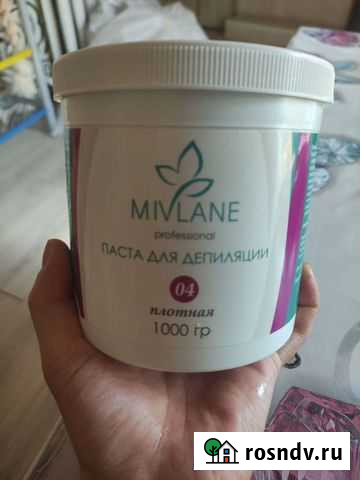 MIVLANE
professional
ПАСТА ДЛЯ ДЕПИЛЯЦИИ
04
плотная
1000 гр
rosndv.ru